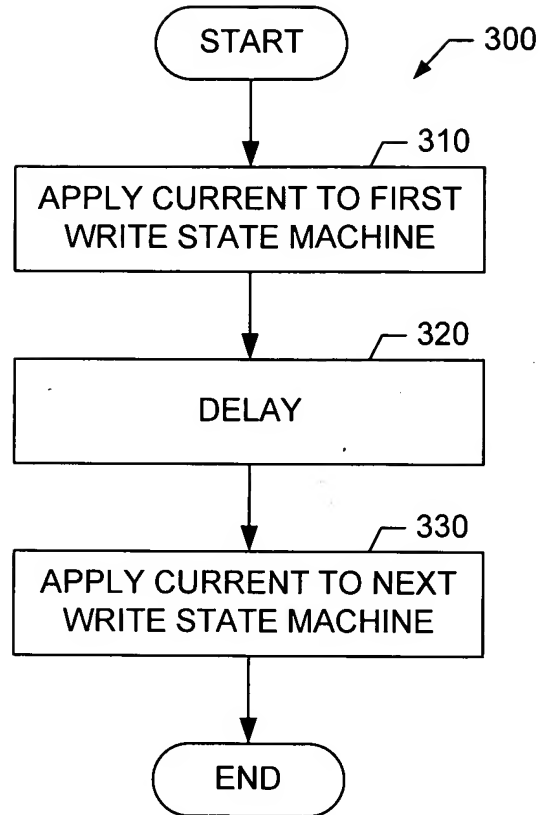 START
300
310
APPLY CURRENT TO FIRST
WRITE STATE MACHINE
320
DELAY
330
APPLY CURRENT TO NEXT
WRITE STATE MACHINE
END